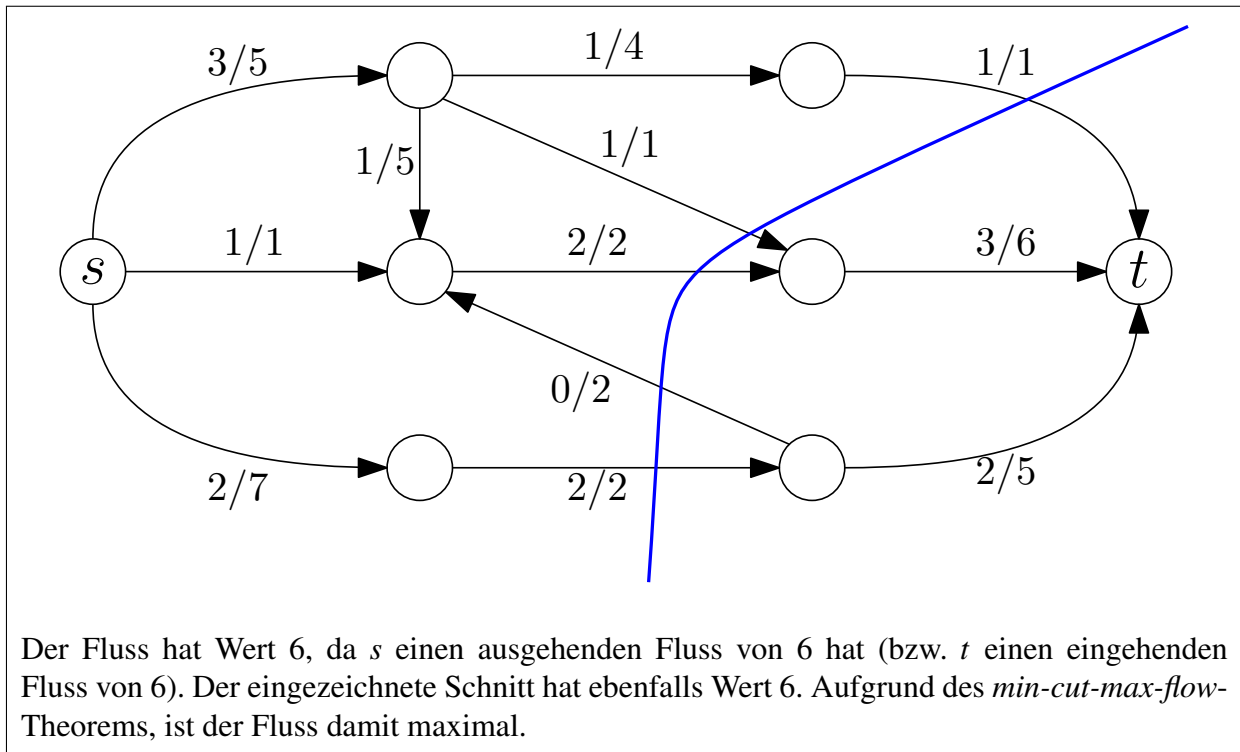 3/5
1/4
1/1
1/5
1/1
s
1/1
2/2
3/6
t
0/2
2/7
2/2
2/5
Der Fluss hat Wert 6, da s einen ausgehenden Fluss von 6 hat (bzw. t einen eingehenden
Fluss von 6). Der eingezeichnete Schnitt hat ebenfalls Wert 6. Aufgrund des min-cut-max-flow-
Theorems, ist der Fluss damit maximal.